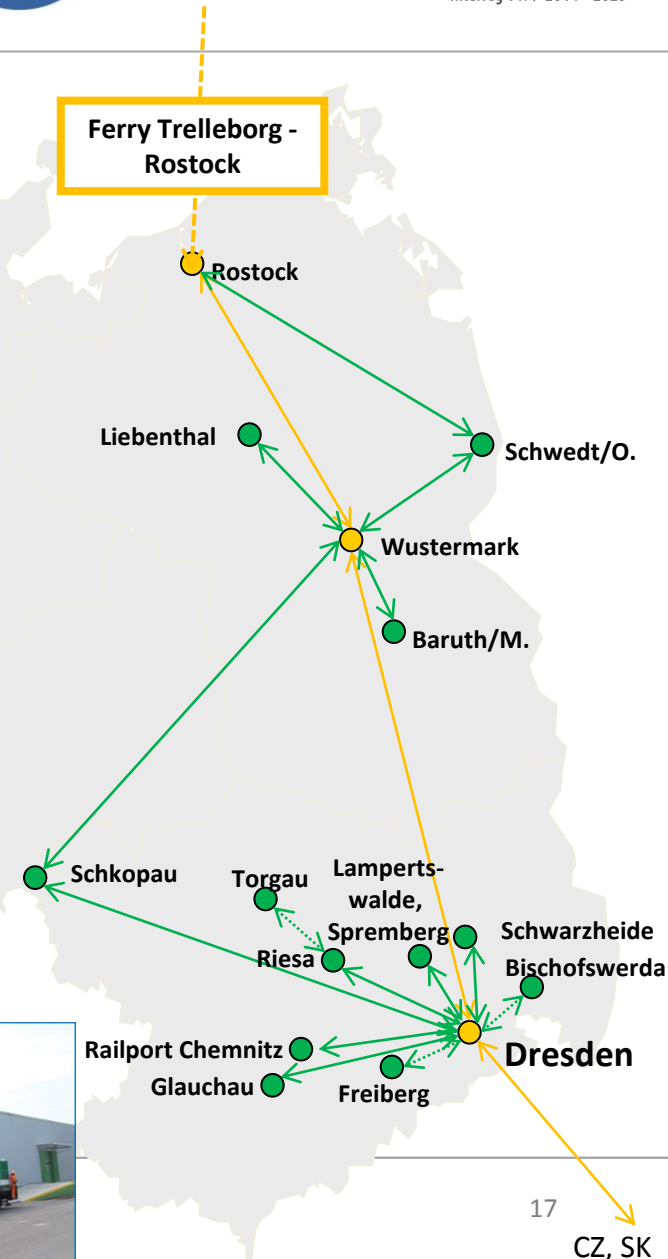 Ferry Trelleborg -
Rostock
Rostock
Liebenthal
Schwedt/O.
Wustermark
Baruth/M.
Schkopau
Torgau
Lamperts-
walde,
Spremberg
Schwarzheide
Riesa
Bischofswerda
Railport Chemnitz
Dresden
Glauchau
Freiberg
17
CZ, SK